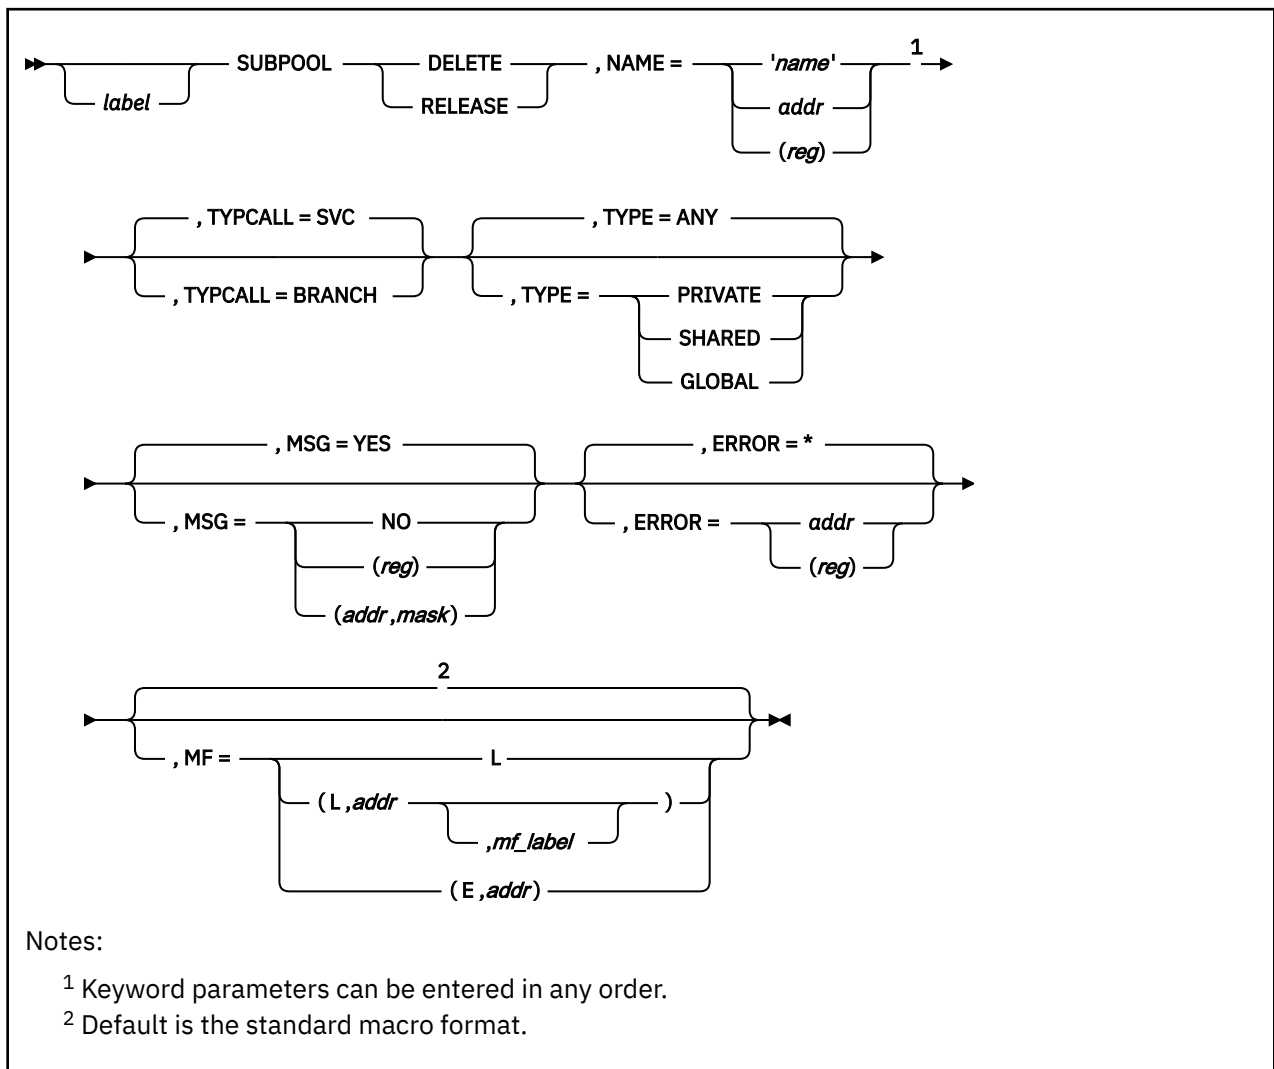 SUBPOOL DELETE , NAME = 'name' 1
label RELEASE addr
(reg)
, TYPCALL = SVC , TYPE = ANY
, TYPCALL = BRANCH , TYPE = PRIVATE
SHARED
GLOBAL
, MSG = YES , ERROR = *
, MSG = NO , ERROR = addr
(reg) (reg)
(addr ,mask)
2
, MF = L
( L ,addr )
,mf_label
( E ,addr )
Notes:
1 Keyword parameters can be entered in any order.
2 Default is the standard macro format.